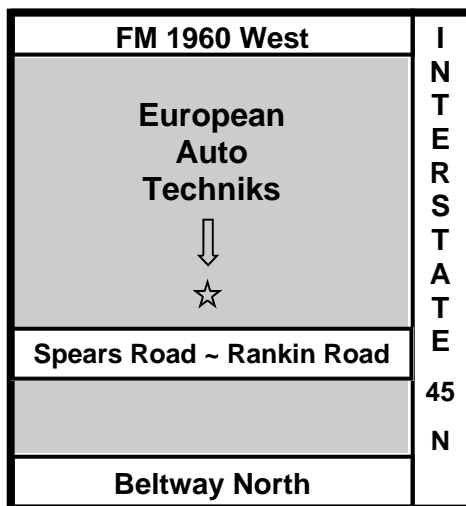 FM 1960 West
European
Auto
Techniks
Spears Road ~ Rankin Road
Beltway North
I
N
T
E
R
S
T
A
T
E
45
N